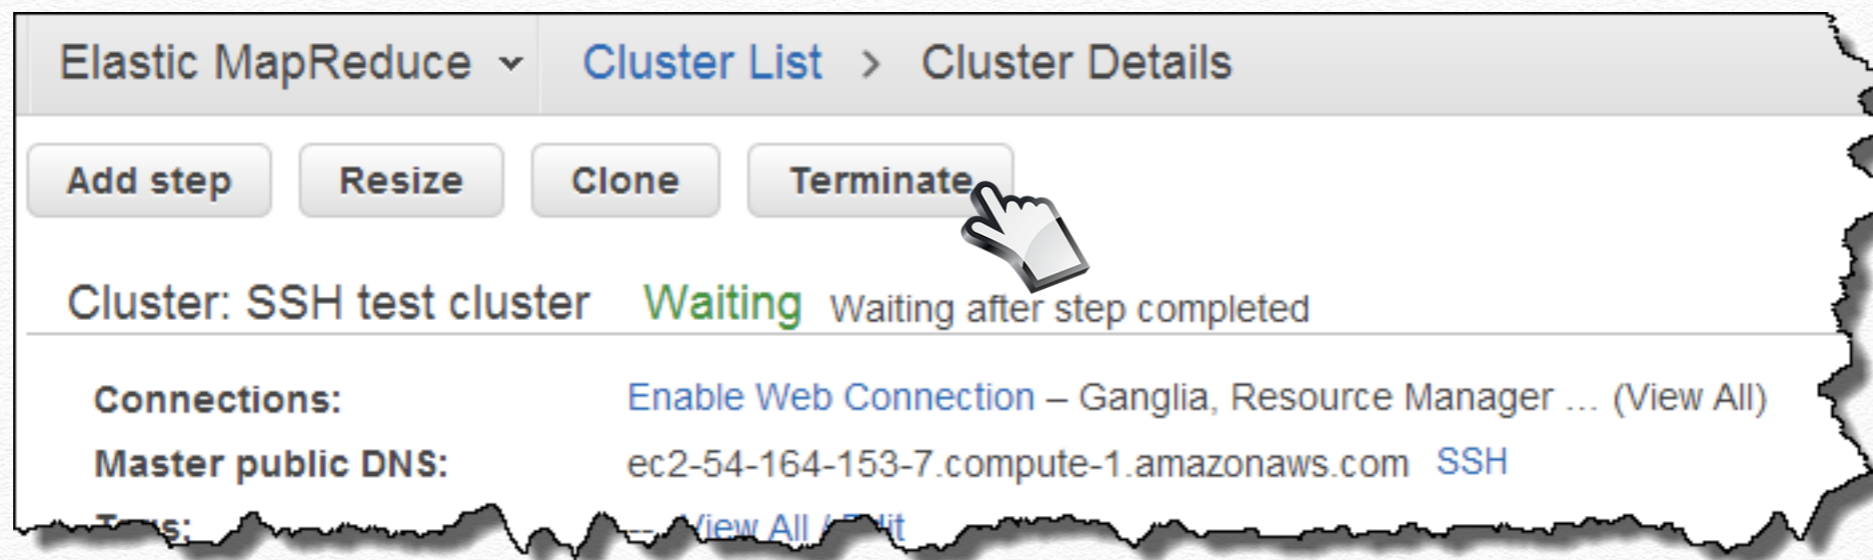 Elastic MapReduce Cluster List > Cluster Details
Add step Resize Clone Terminate
Cluster: SSH test cluster Waiting Waiting after step completed
Connections: Enable Web Connection – Ganglia, Resource Manager ... (View All)
Master public DNS: ec2-54-164-153-7.compute-1.amazonaws.com SSH
View All /